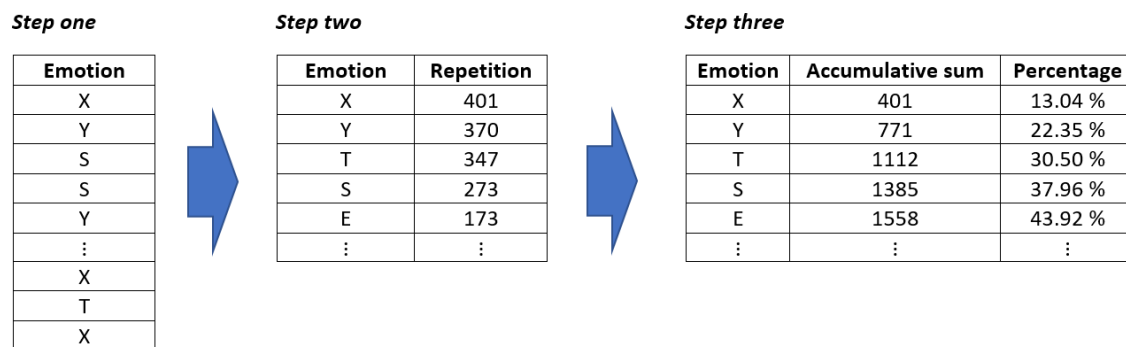 Step one
Step two
Step three
Emotion
X
Y
S
S
Y
⋮
X
T
X
Emotion Repetition
X 401
Y 370
T 347
S 273
E 173
⋮ ⋮
Emotion Accumulative sum Percentage
X 401 13.04 %
Y 771 22.35 %
T 1112 30.50 %
S 1385 37.96 %
E 1558 43.92 %
⋮ ⋮ ⋮